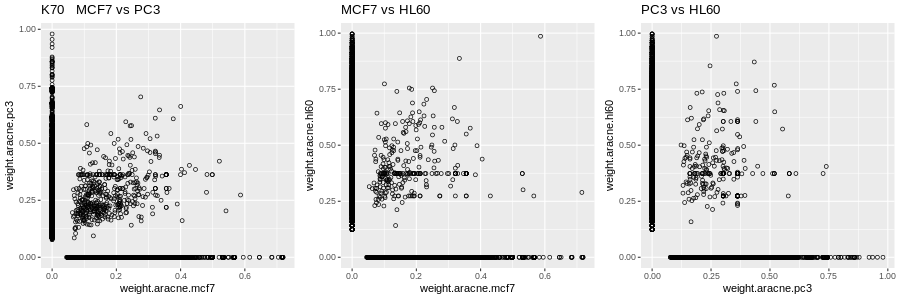 K70 MCF7 vs PC3
1.00
0.75
0.50
0.25
0.00
weight.aracne.pc3
0.0 0.2 0.4 0.6
weight.aracne.mcf7
MCF7 vs HL60
1.00
0.75
0.50
0.25
0.00
weight.aracne.hl60
0.0 0.2 0.4 0.6
weight.aracne.mcf7
PC3 vs HL60
1.00
0.75
0.50
0.25
0.00
weight.aracne.hl60
0.00 0.25 0.50 0.75 1.00
weight.aracne.pc3